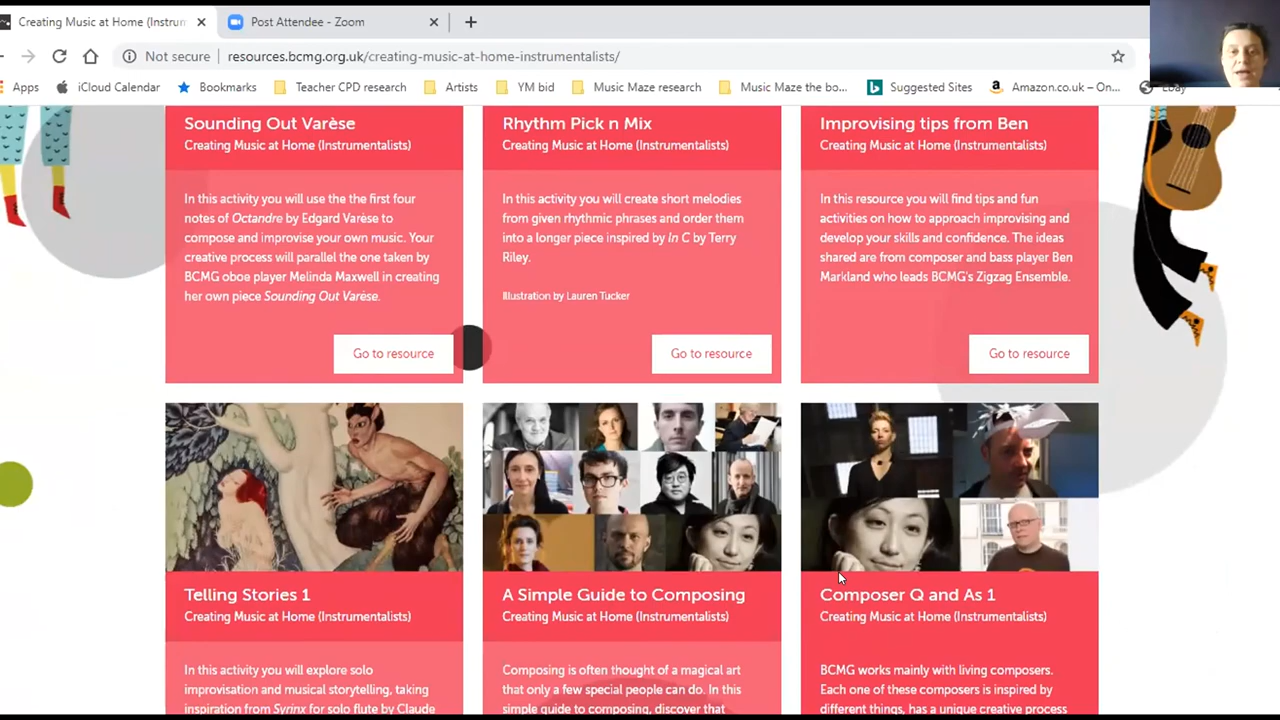 Creating Music at Home (Instrum
Post Attendee - Zoom
Not secure
resources.bcmg.org.uk/creating-music-at-home-instrumentalists/
Apps
iCloud Calendar
Bookmarks
Teacher CPD research
Artists
YM bid
Music Maze research
Music Maze the bo...
Suggested Sites
Amazon.co.uk – On...
Ebay
Sounding Out Varèse
Creating Music at Home (Instrumentalists)
In this activity you will use the the first four
notes of Octandre by Edgard Varèse to
compose and improvise your own music. Your
creative process will parallel the one taken by
BCMG oboe player Melinda Maxwell in creating
her own piece Sounding Out Varèse.
Go to resource
Rhythm Pick n Mix
Creating Music at Home (Instrumentalists)
In this activity you will create short melodies
from given rhythmic phrases and order them
into a longer piece inspired by In C by Terry
Riley.
Illustration by Lauren Tucker
Go to resource
Improvising tips from Ben
Creating Music at Home (Instrumentalists)
In this resource you will find tips and fun
activities on how to approach improvising and
develop your skills and confidence. The ideas
shared are from composer and bass player Ben
Markland who leads BCMG's Zigzag Ensemble.
Go to resource
Telling Stories 1
Creating Music at Home (Instrumentalists)
In this activity you will explore solo
improvisation and musical storytelling, taking
inspiration from Syrinx for solo flute by Claude
A Simple Guide to Composing
Creating Music at Home (Instrumentalists)
Composing is often thought of a magical art
that only a few special people can do. In this
simple guide to composing, discover that
Composer Q and As 1
Creating Music at Home (Instrumentalists)
BCMG works mainly with living composers.
Each one of these composers is inspired by
different things, has a unique creative process